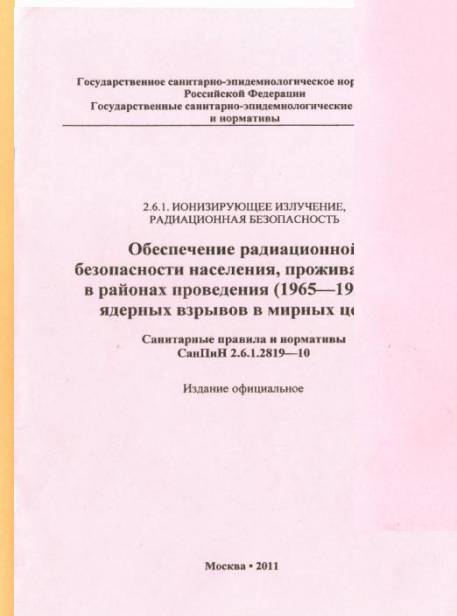 Государственное санитарно-эпидемиологическое нор
Российской Федерации
Государственные санитарно-эпидемиологические
и нормативы
2.6.1. ИОНИЗИРУЮЩЕЕ ИЗЛУЧЕНИЕ,
РАДИАЦИОННАЯ БЕЗОПАСНОСТЬ
Обеспечение радиационной
безопасности населения, прожива
в районах проведения (1965—19
ядерных взрывов в мирных це
Санитарные правила и нормативы
СанПиН 2.6.1.2819—10
Издание официальное
Москва • 2011